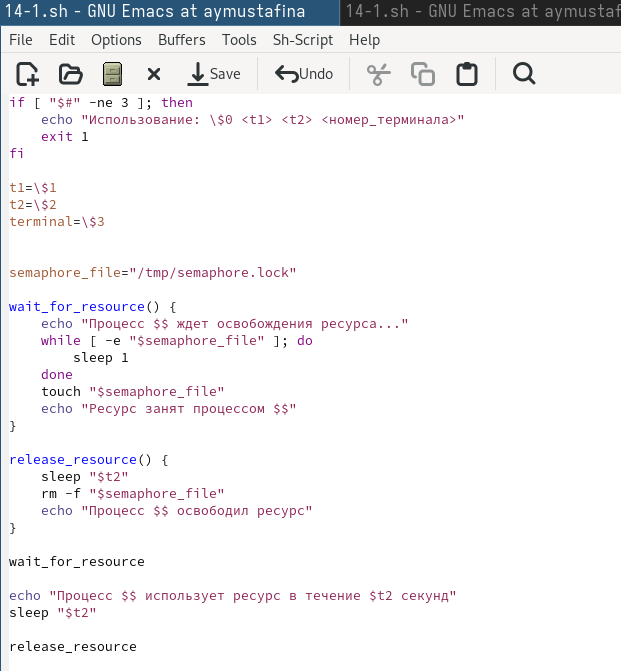 14-1.sh - GNU Emacs at aymustafina
14-1.sh - GNU Emacs at aymustaf
File Edit Options Buffers Tools Sh-Script Help
Save Undo
if [ "$#" -ne 3 ]; then
    echo "Использование: \$0 <t1> <t2> <номер_терминала>"
    exit 1
fi

t1=\$1
t2=\$2
terminal=\$3


semaphore_file="/tmp/semaphore.lock"

wait_for_resource() {
    echo "Процесс $$ ждет освобождения ресурса..."
    while [ -e "$semaphore_file" ]; do
        sleep 1
    done
    touch "$semaphore_file"
    echo "Ресурс занят процессом $$"
}

release_resource() {
    sleep "$t2"
    rm -f "$semaphore_file"
    echo "Процесс $$ освободил ресурс"
}

wait_for_resource

echo "Процесс $$ использует ресурс в течение $t2 секунд"
sleep "$t2"

release_resource